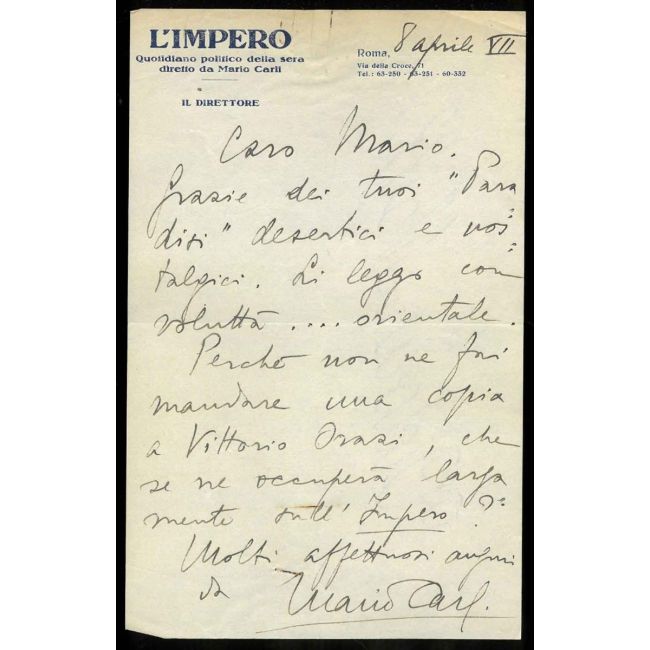 L'IMPERO
Quotidiano politico della sera
diretto da Mario Carli
IL DIRETTORE
Roma, 8 aprile VII
Via della Croce, 71
Tel.: 63-250 - 63-251 - 60-352
Caro Mario.
Grazie dei tuoi "Para=
disi" desertici e nos=
talgici. Li leggo con
voluttà .... orientale.
Perchè non ne fai
mandare una copia
a Vittorio Orazi, che
se ne occuperà larga
mente sull'Impero?
Molti affettuosi auguri
da Mario Carli.